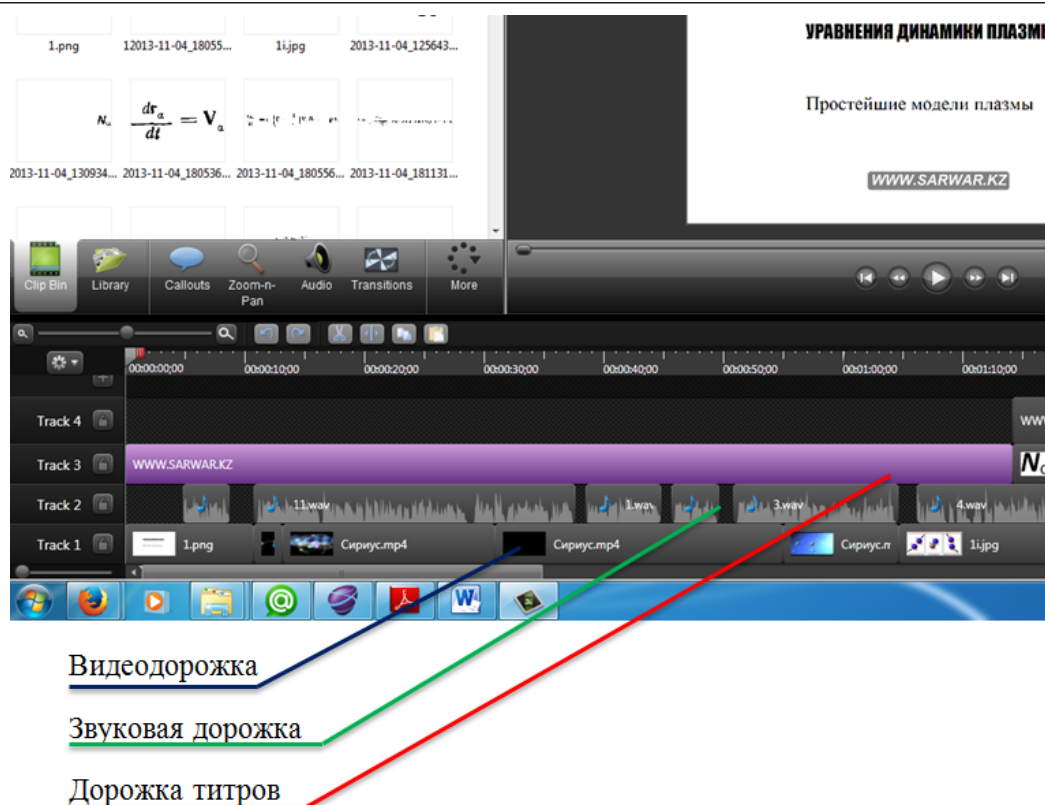 1.png 12013-11-04_18055... 1i.jpg 2013-11-04_125643...
УРАВНЕНИЯ ДИНАМИКИ ПЛАЗМ
Простейшие модели плазмы
WWW.SARWAR.KZ
N
drα/dt = Vα
2013-11-04_130934... 2013-11-04_180536... 2013-11-04_180556... 2013-11-04_181131...
Clip Bin Library Callouts Zoom-n-Pan Audio Transitions More
00:00:00;00 00:00:10;00 00:00:20;00 00:00:30;00 00:00:40;00 00:00:50;00 00:01:00;00 00:01:10;00
Track 4 WWW
Track 3 WWW.SARWAR.KZ N
Track 2 11.wav 1.wav 3.wav 4.wav
Track 1 1.png Сириус.mp4 Сириус.mp4 Сириус.m 1i.jpg
Видеодорожка
Звуковая дорожка
Дорожка титров